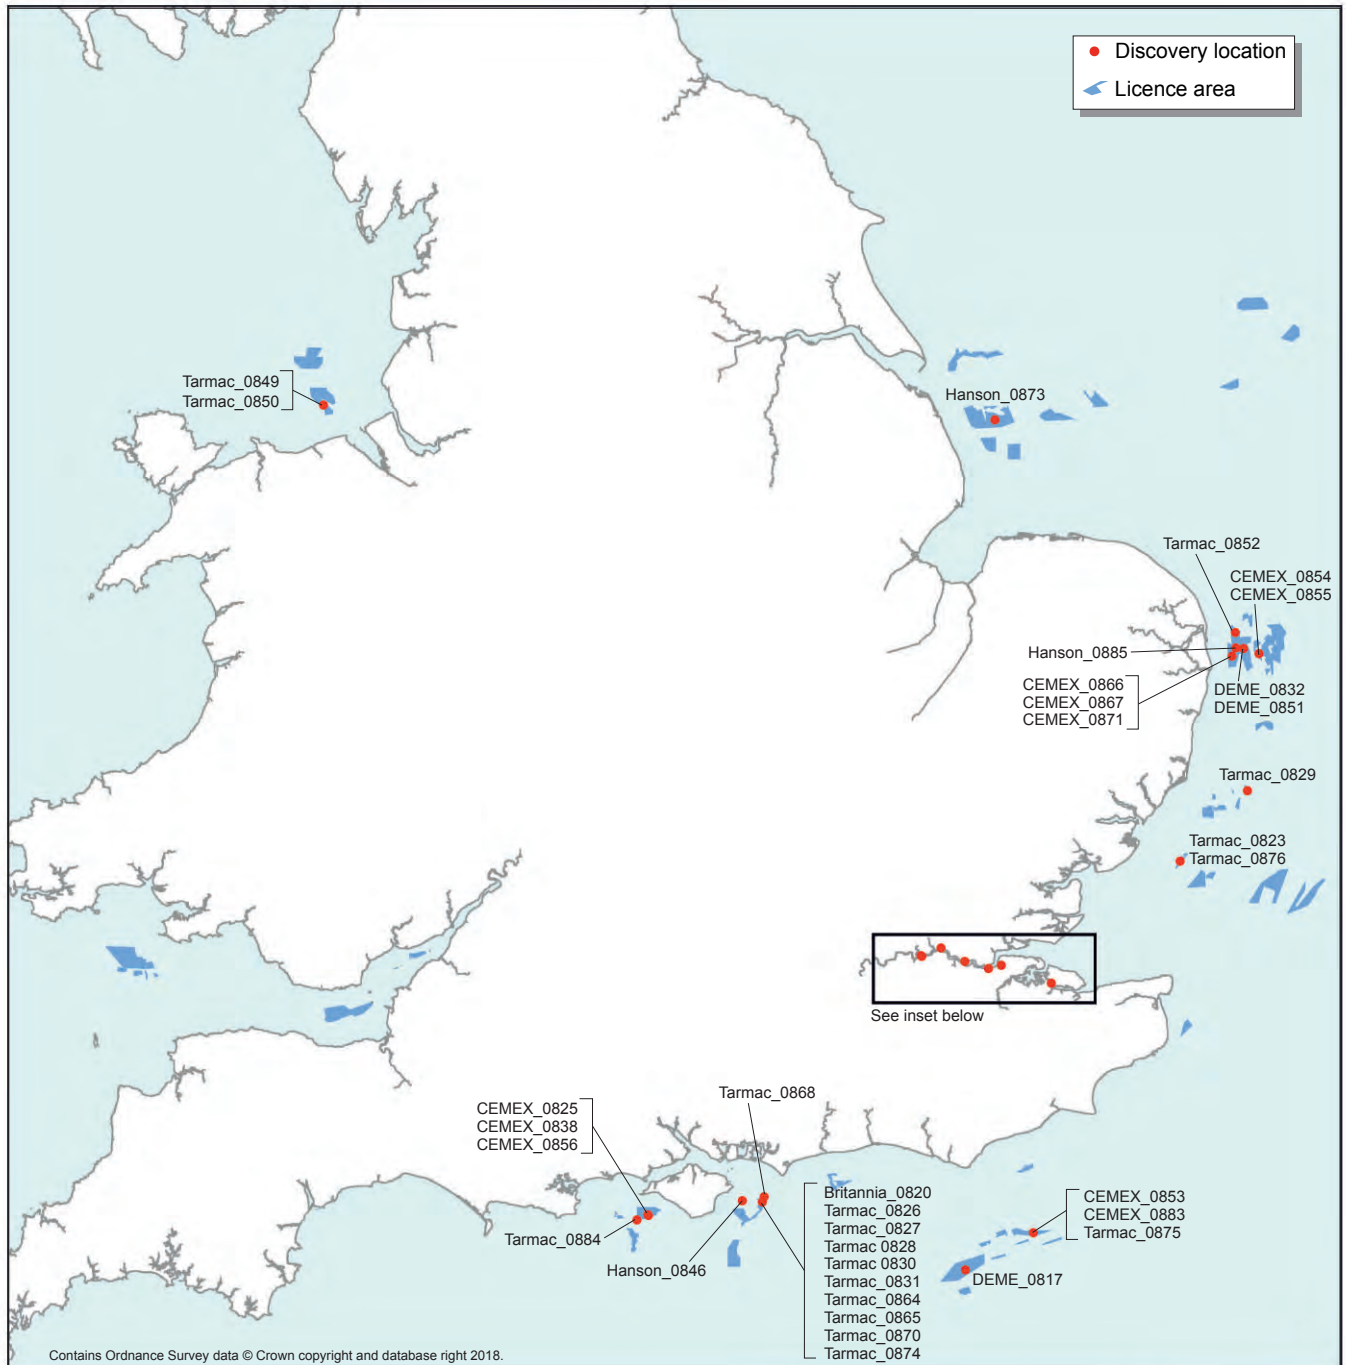 Discovery location
Licence area
Tarmac_0849
Tarmac_0850
Hanson_0873
Tarmac_0852
CEMEX_0854
CEMEX_0855
Hanson_0885
CEMEX_0866
CEMEX_0867
CEMEX_0871
DEME_0832
DEME_0851
Tarmac_0829
Tarmac_0823
Tarmac_0876
See inset below
Tarmac_0868
CEMEX_0825
CEMEX_0838
CEMEX_0856
Tarmac_0884
Hanson_0846
Britannia_0820
Tarmac_0826
Tarmac_0827
Tarmac 0828
Tarmac 0830
Tarmac_0831
Tarmac_0864
Tarmac_0865
Tarmac_0870
Tarmac_0874
CEMEX_0853
CEMEX_0883
Tarmac_0875
DEME_0817
Contains Ordnance Survey data © Crown copyright and database right 2018.